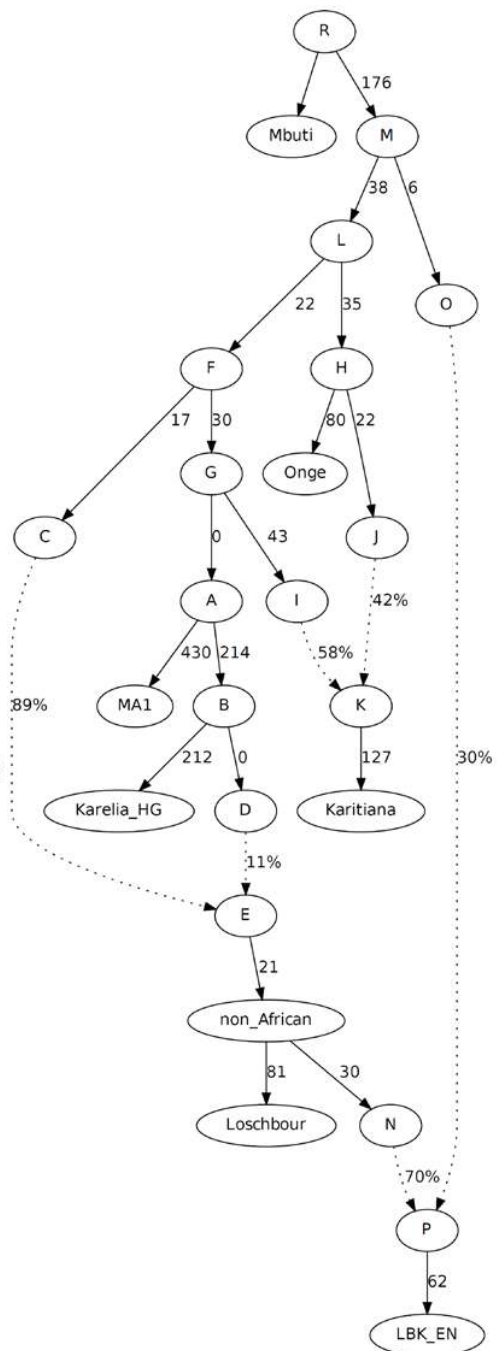 R
176
Mbuti M
38 6
L
O
22 35
F H
17 30 80 22
G Onge
C J
0 43 42%
A I
430 214 58%
89% MA1 B K
212 0 127 30%
Karelia_HG D Karitiana
11%
E
21
non_African
81 30
Loschbour N
70%
P
62
LBK_EN